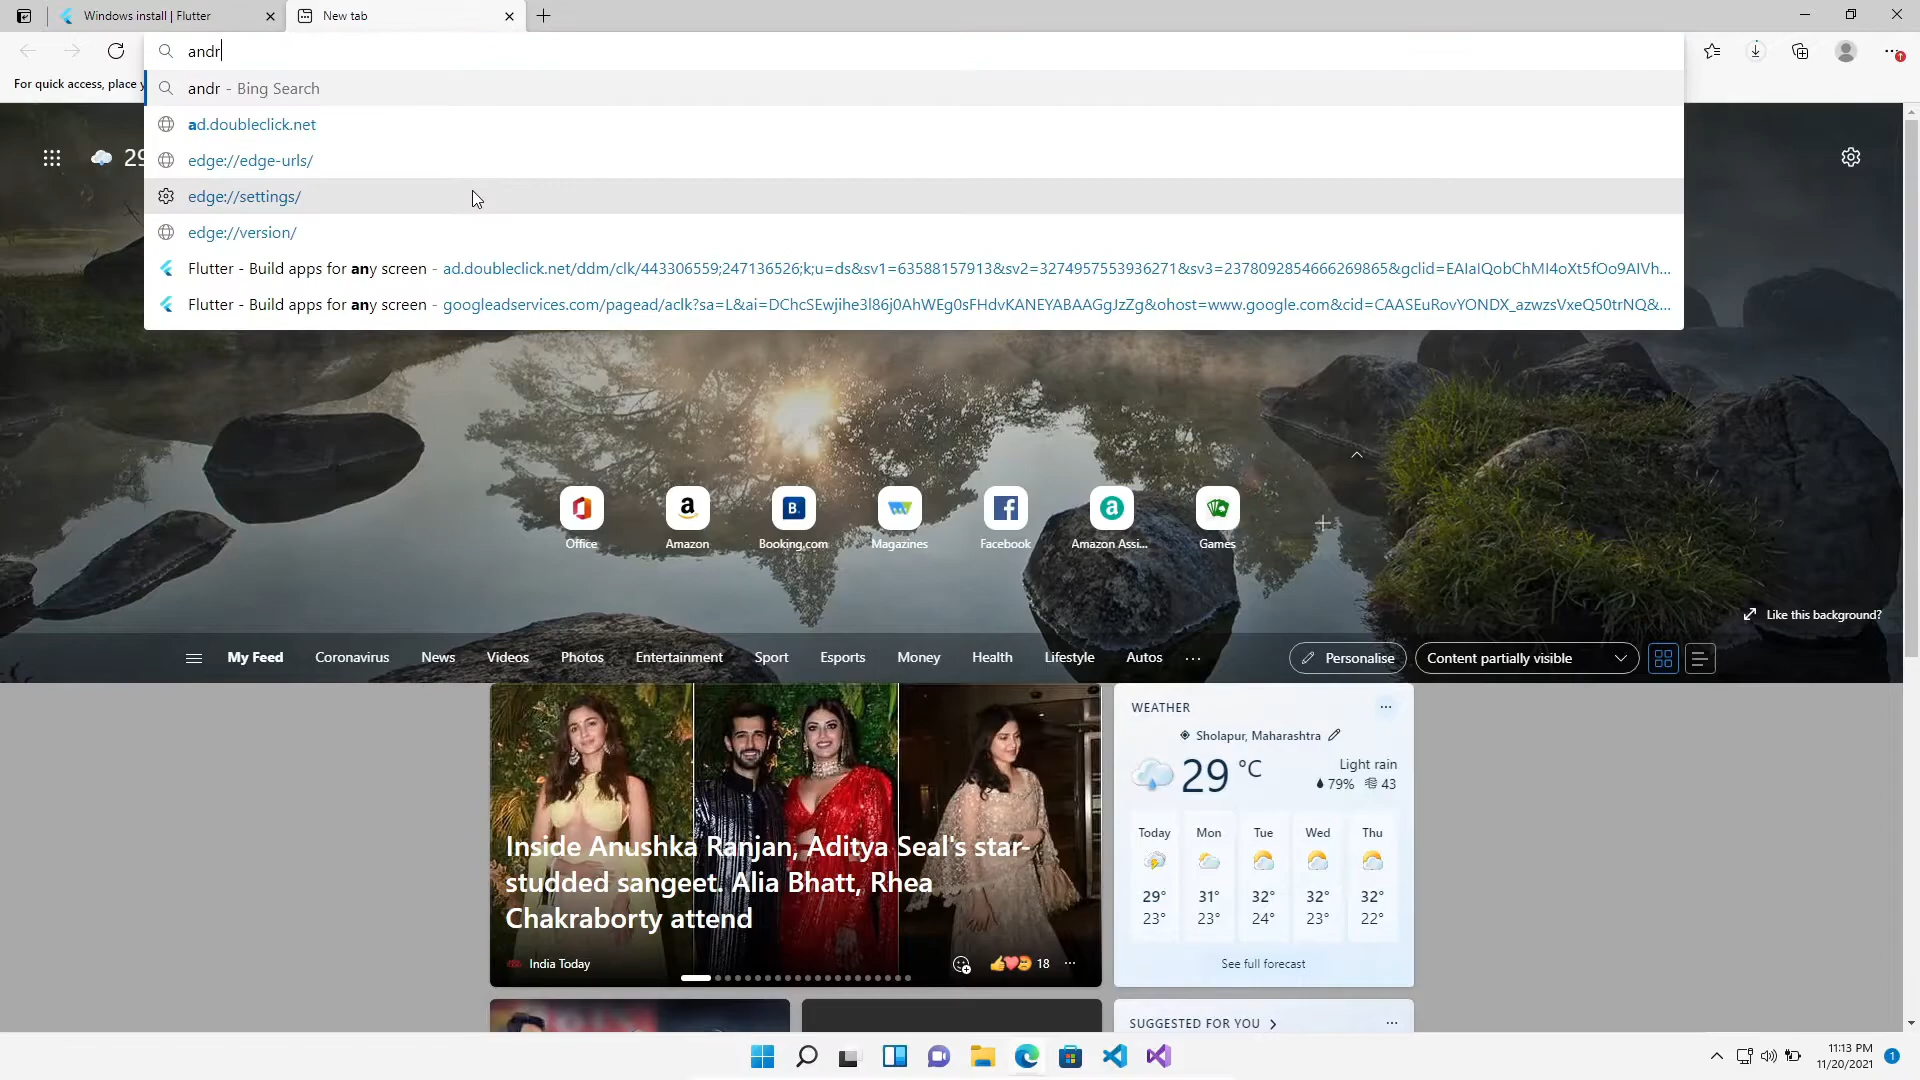 Windows install | Flutter
New tab
andr
For quick access, place y
andr - Bing Search
ad.doubleclick.net
edge://edge-urls/
edge://settings/
edge://version/
Flutter - Build apps for any screen - ad.doubleclick.net/ddm/clk/443306559;247136526;k;u=ds&sv1=63588157913&sv2=3274957553936271&sv3=2378092854666269865&gclid=EAIaIQobChMI4oXt5fOo9AIVh...
Flutter - Build apps for any screen - googleadservices.com/pagead/aclk?sa=L&ai=DChcSEwjihe3l86j0AhWEg0sFHdvKANEYABAAGgJzZg&ohost=www.google.com&cid=CAASEuRovYONDX_azwzsVxeQ50trNQ&...
29
Office
Amazon
Booking.com
Magazines
Facebook
Amazon Assi...
Games
Like this background?
My Feed
Coronavirus
News
Videos
Photos
Entertainment
Sport
Esports
Money
Health
Lifestyle
Autos
Personalise
Content partially visible
Inside Anushka Ranjan, Aditya Seal's star-
studded sangeet. Alia Bhatt, Rhea
Chakraborty attend
India Today
18
WEATHER
Sholapur, Maharashtra
29 °C
Light rain
79% 43
Today Mon Tue Wed Thu
29° 31° 32° 32° 32°
23° 23° 24° 23° 22°
See full forecast
SUGGESTED FOR YOU
11:13 PM
11/20/2021
1